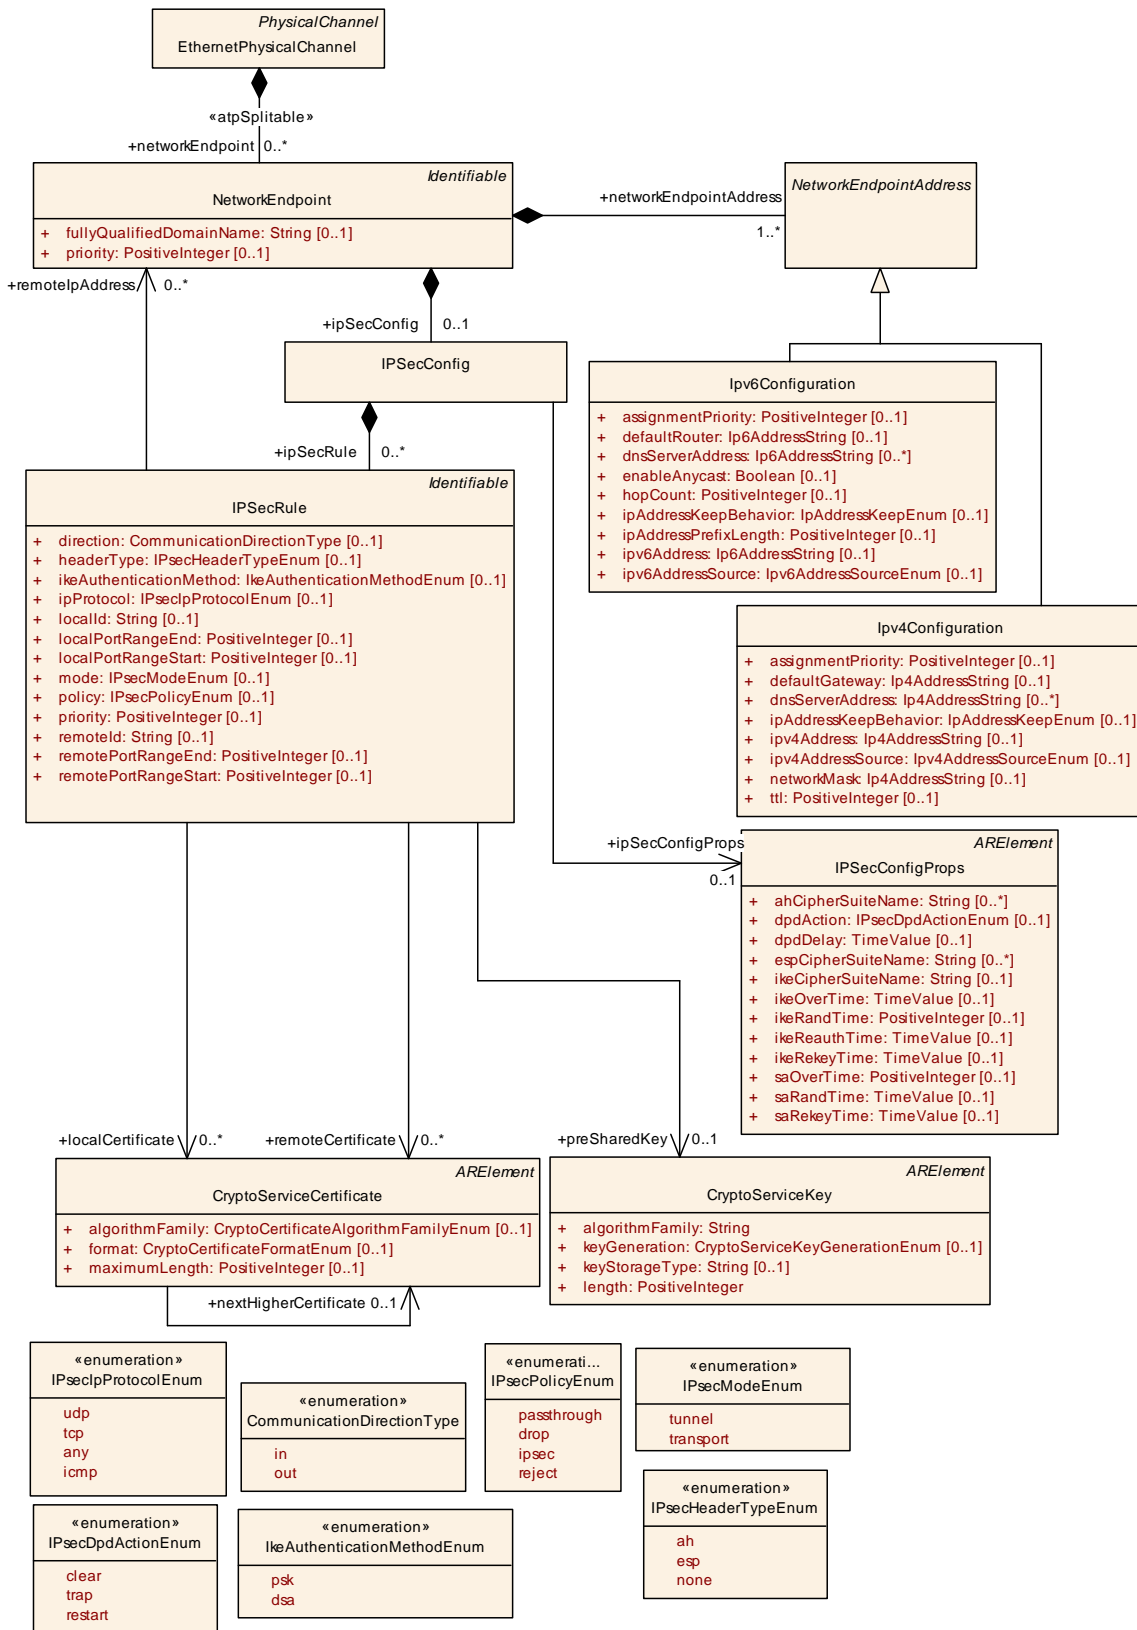 PhysicalChannel
EthernetPhysicalChannel
«atpSplitable»
+networkEndpoint 0..*
Identifiable
NetworkEndpoint
+ fullyQualifiedDomainName: String [0..1]
+ priority: PositiveInteger [0..1]
+networkEndpointAddress
1..*
NetworkEndpointAddress
+remoteIpAddress 0..*
+ipSecConfig 0..1
IPSecConfig
+ipSecRule 0..*
Ipv6Configuration
+ assignmentPriority: PositiveInteger [0..1]
+ defaultRouter: Ip6AddressString [0..1]
+ dnsServerAddress: Ip6AddressString [0..*]
+ enableAnycast: Boolean [0..1]
+ hopCount: PositiveInteger [0..1]
+ ipAddressKeepBehavior: IpAddressKeepEnum [0..1]
+ ipAddressPrefixLength: PositiveInteger [0..1]
+ ipv6Address: Ip6AddressString [0..1]
+ ipv6AddressSource: Ipv6AddressSourceEnum [0..1]
Identifiable
IPSecRule
+ direction: CommunicationDirectionType [0..1]
+ headerType: IPsecHeaderTypeEnum [0..1]
+ ikeAuthenticationMethod: IkeAuthenticationMethodEnum [0..1]
+ ipProtocol: IPsecIpProtocolEnum [0..1]
+ localId: String [0..1]
+ localPortRangeEnd: PositiveInteger [0..1]
+ localPortRangeStart: PositiveInteger [0..1]
+ mode: IPsecModeEnum [0..1]
+ policy: IPsecPolicyEnum [0..1]
+ priority: PositiveInteger [0..1]
+ remoteId: String [0..1]
+ remotePortRangeEnd: PositiveInteger [0..1]
+ remotePortRangeStart: PositiveInteger [0..1]
Ipv4Configuration
+ assignmentPriority: PositiveInteger [0..1]
+ defaultGateway: Ip4AddressString [0..1]
+ dnsServerAddress: Ip4AddressString [0..*]
+ ipAddressKeepBehavior: IpAddressKeepEnum [0..1]
+ ipv4Address: Ip4AddressString [0..1]
+ ipv4AddressSource: Ipv4AddressSourceEnum [0..1]
+ networkMask: Ip4AddressString [0..1]
+ ttl: PositiveInteger [0..1]
+ipSecConfigProps
0..1
ARElement
IPSecConfigProps
+ ahCipherSuiteName: String [0..*]
+ dpdAction: IPsecDpdActionEnum [0..1]
+ dpdDelay: TimeValue [0..1]
+ espCipherSuiteName: String [0..*]
+ ikeCipherSuiteName: String [0..1]
+ ikeOverTime: TimeValue [0..1]
+ ikeRandTime: PositiveInteger [0..1]
+ ikeReauthTime: TimeValue [0..1]
+ ikeRekeyTime: TimeValue [0..1]
+ saOverTime: PositiveInteger [0..1]
+ saRandTime: TimeValue [0..1]
+ saRekeyTime: TimeValue [0..1]
+localCertificate 0..*
+remoteCertificate 0..*
+preSharedKey 0..1
ARElement
CryptoServiceCertificate
+ algorithmFamily: CryptoCertificateAlgorithmFamilyEnum [0..1]
+ format: CryptoCertificateFormatEnum [0..1]
+ maximumLength: PositiveInteger [0..1]
+nextHigherCertificate 0..1
ARElement
CryptoServiceKey
+ algorithmFamily: String
+ keyGeneration: CryptoServiceKeyGenerationEnum [0..1]
+ keyStorageType: String [0..1]
+ length: PositiveInteger
«enumeration»
IPsecIpProtocolEnum
udp
tcp
any
icmp
«enumeration»
CommunicationDirectionType
in
out
«enumerati...
IPsecPolicyEnum
passthrough
drop
ipsec
reject
«enumeration»
IPsecModeEnum
tunnel
transport
«enumeration»
IPsecHeaderTypeEnum
ah
esp
none
«enumeration»
IPsecDpdActionEnum
clear
trap
restart
«enumeration»
IkeAuthenticationMethodEnum
psk
dsa